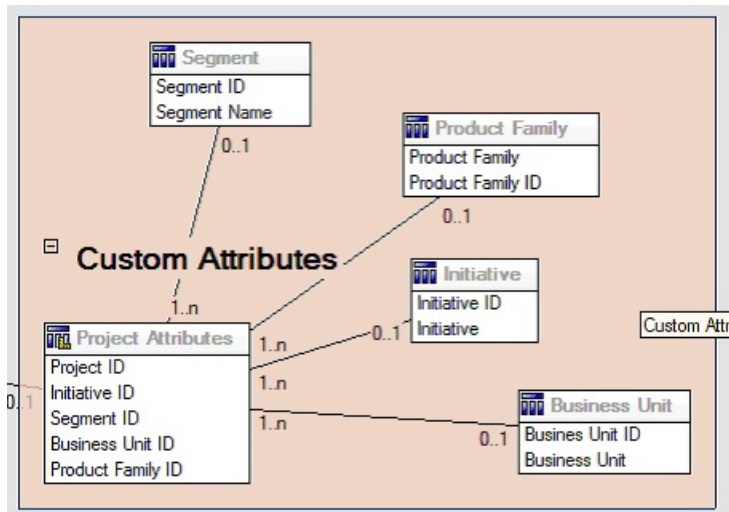 Segment
Segment ID
Segment Name
0..1
Product Family
Product Family
Product Family ID
0..1
Custom Attributes
Initiative
Initiative ID
Initiative
0..1
Custom Attr
1..n
Project Attributes
Project ID
Initiative ID
Segment ID
Business Unit ID
Product Family ID
1..n
1..n
1..n
0..1
Business Unit
Busines Unit ID
Business Unit
0..1